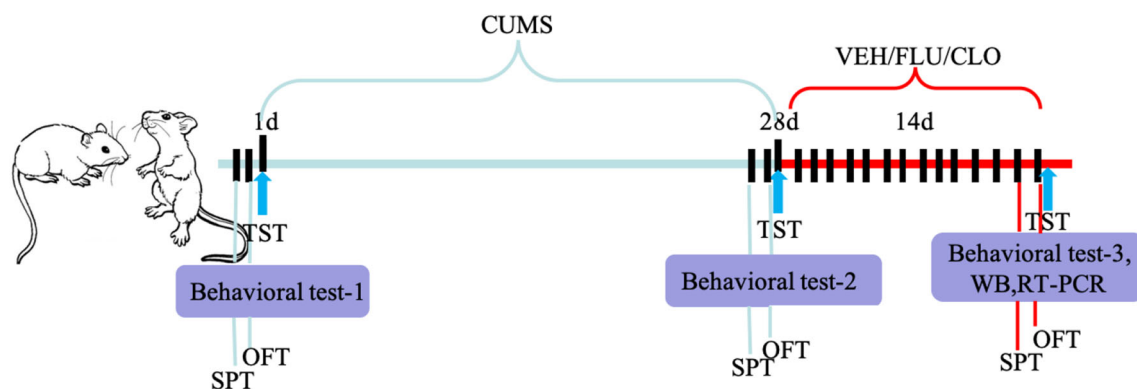 CUMS
VEH/FLU/CLO
1d
28d
14d
TST
TST
TST
Behavioral test-1
Behavioral test-2
Behavioral test-3,
WB,RT-PCR
OFT
SPT
OFT
SPT
OFT
SPT